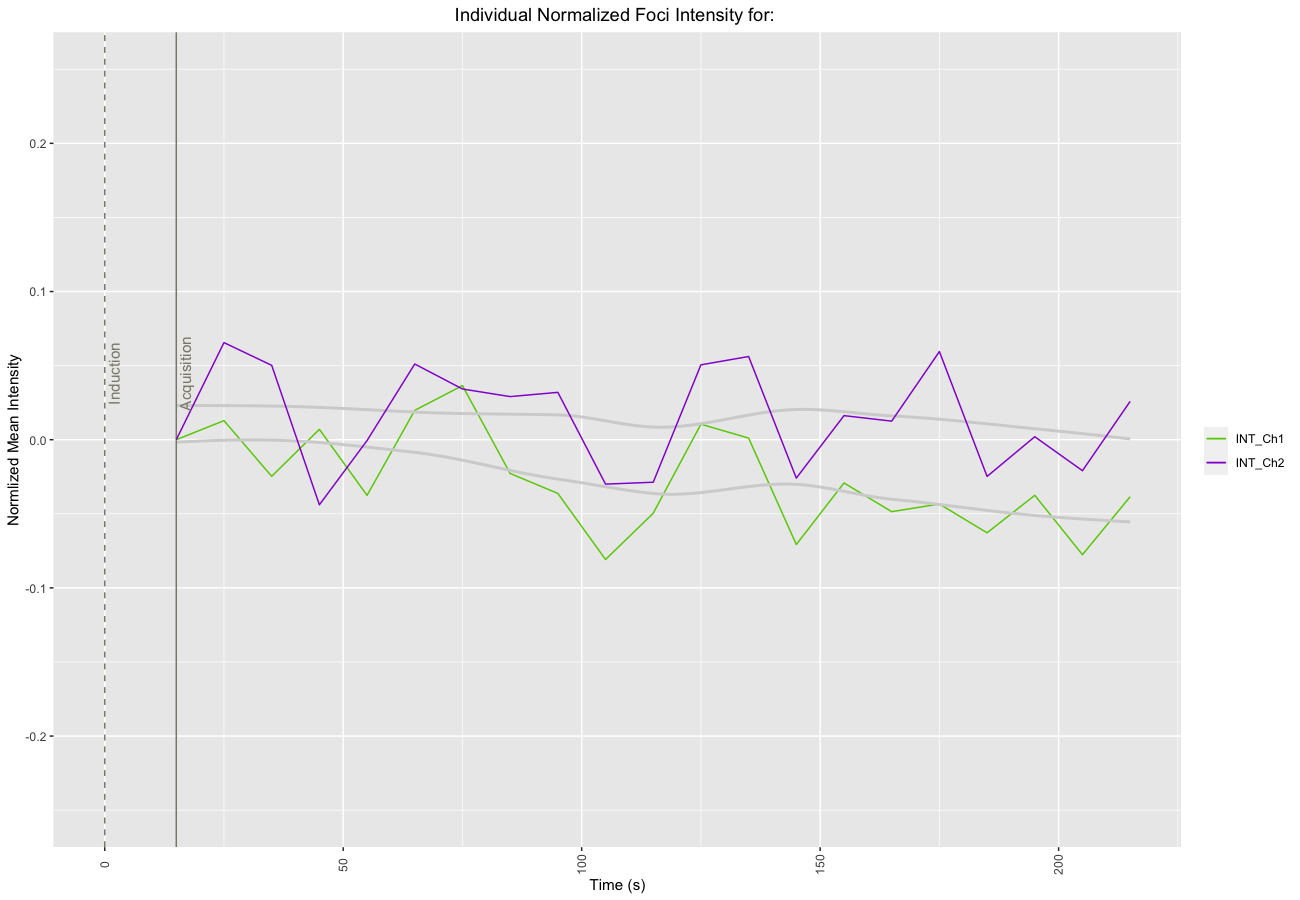 Individual Normalized Foci Intensity for:
Normlized Mean Intensity
0.2
0.1
0.0
-0.1
-0.2
Induction
Acquisition
0
50
100
150
200
Time (s)
INT_Ch1
INT_Ch2